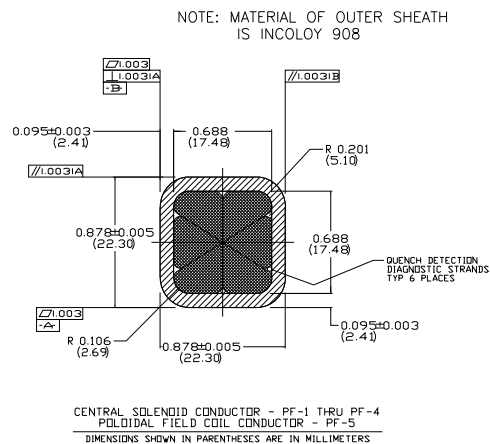 NOTE: MATERIAL OF OUTER SHEATH
IS INCOLOY 908
⏥.003
⊥.003 A
-B-
//.003 B
0.095±0.003
(2.41)
0.688
(17.48)
R 0.201
(5.10)
//.003 A
0.878±0.005
(22.30)
0.688
(17.48)
QUENCH DETECTION
DIAGNOSTIC STRANDS
TYP 6 PLACES
⏥.003
-A-
R 0.106
(2.69)
0.878±0.005
(22.30)
0.095±0.003
(2.41)
CENTRAL SOLENOID CONDUCTOR - PF-1 THRU PF-4
POLOIDAL FIELD COIL CONDUCTOR - PF-5
DIMENSIONS SHOWN IN PARENTHESES ARE IN MILLIMETERS